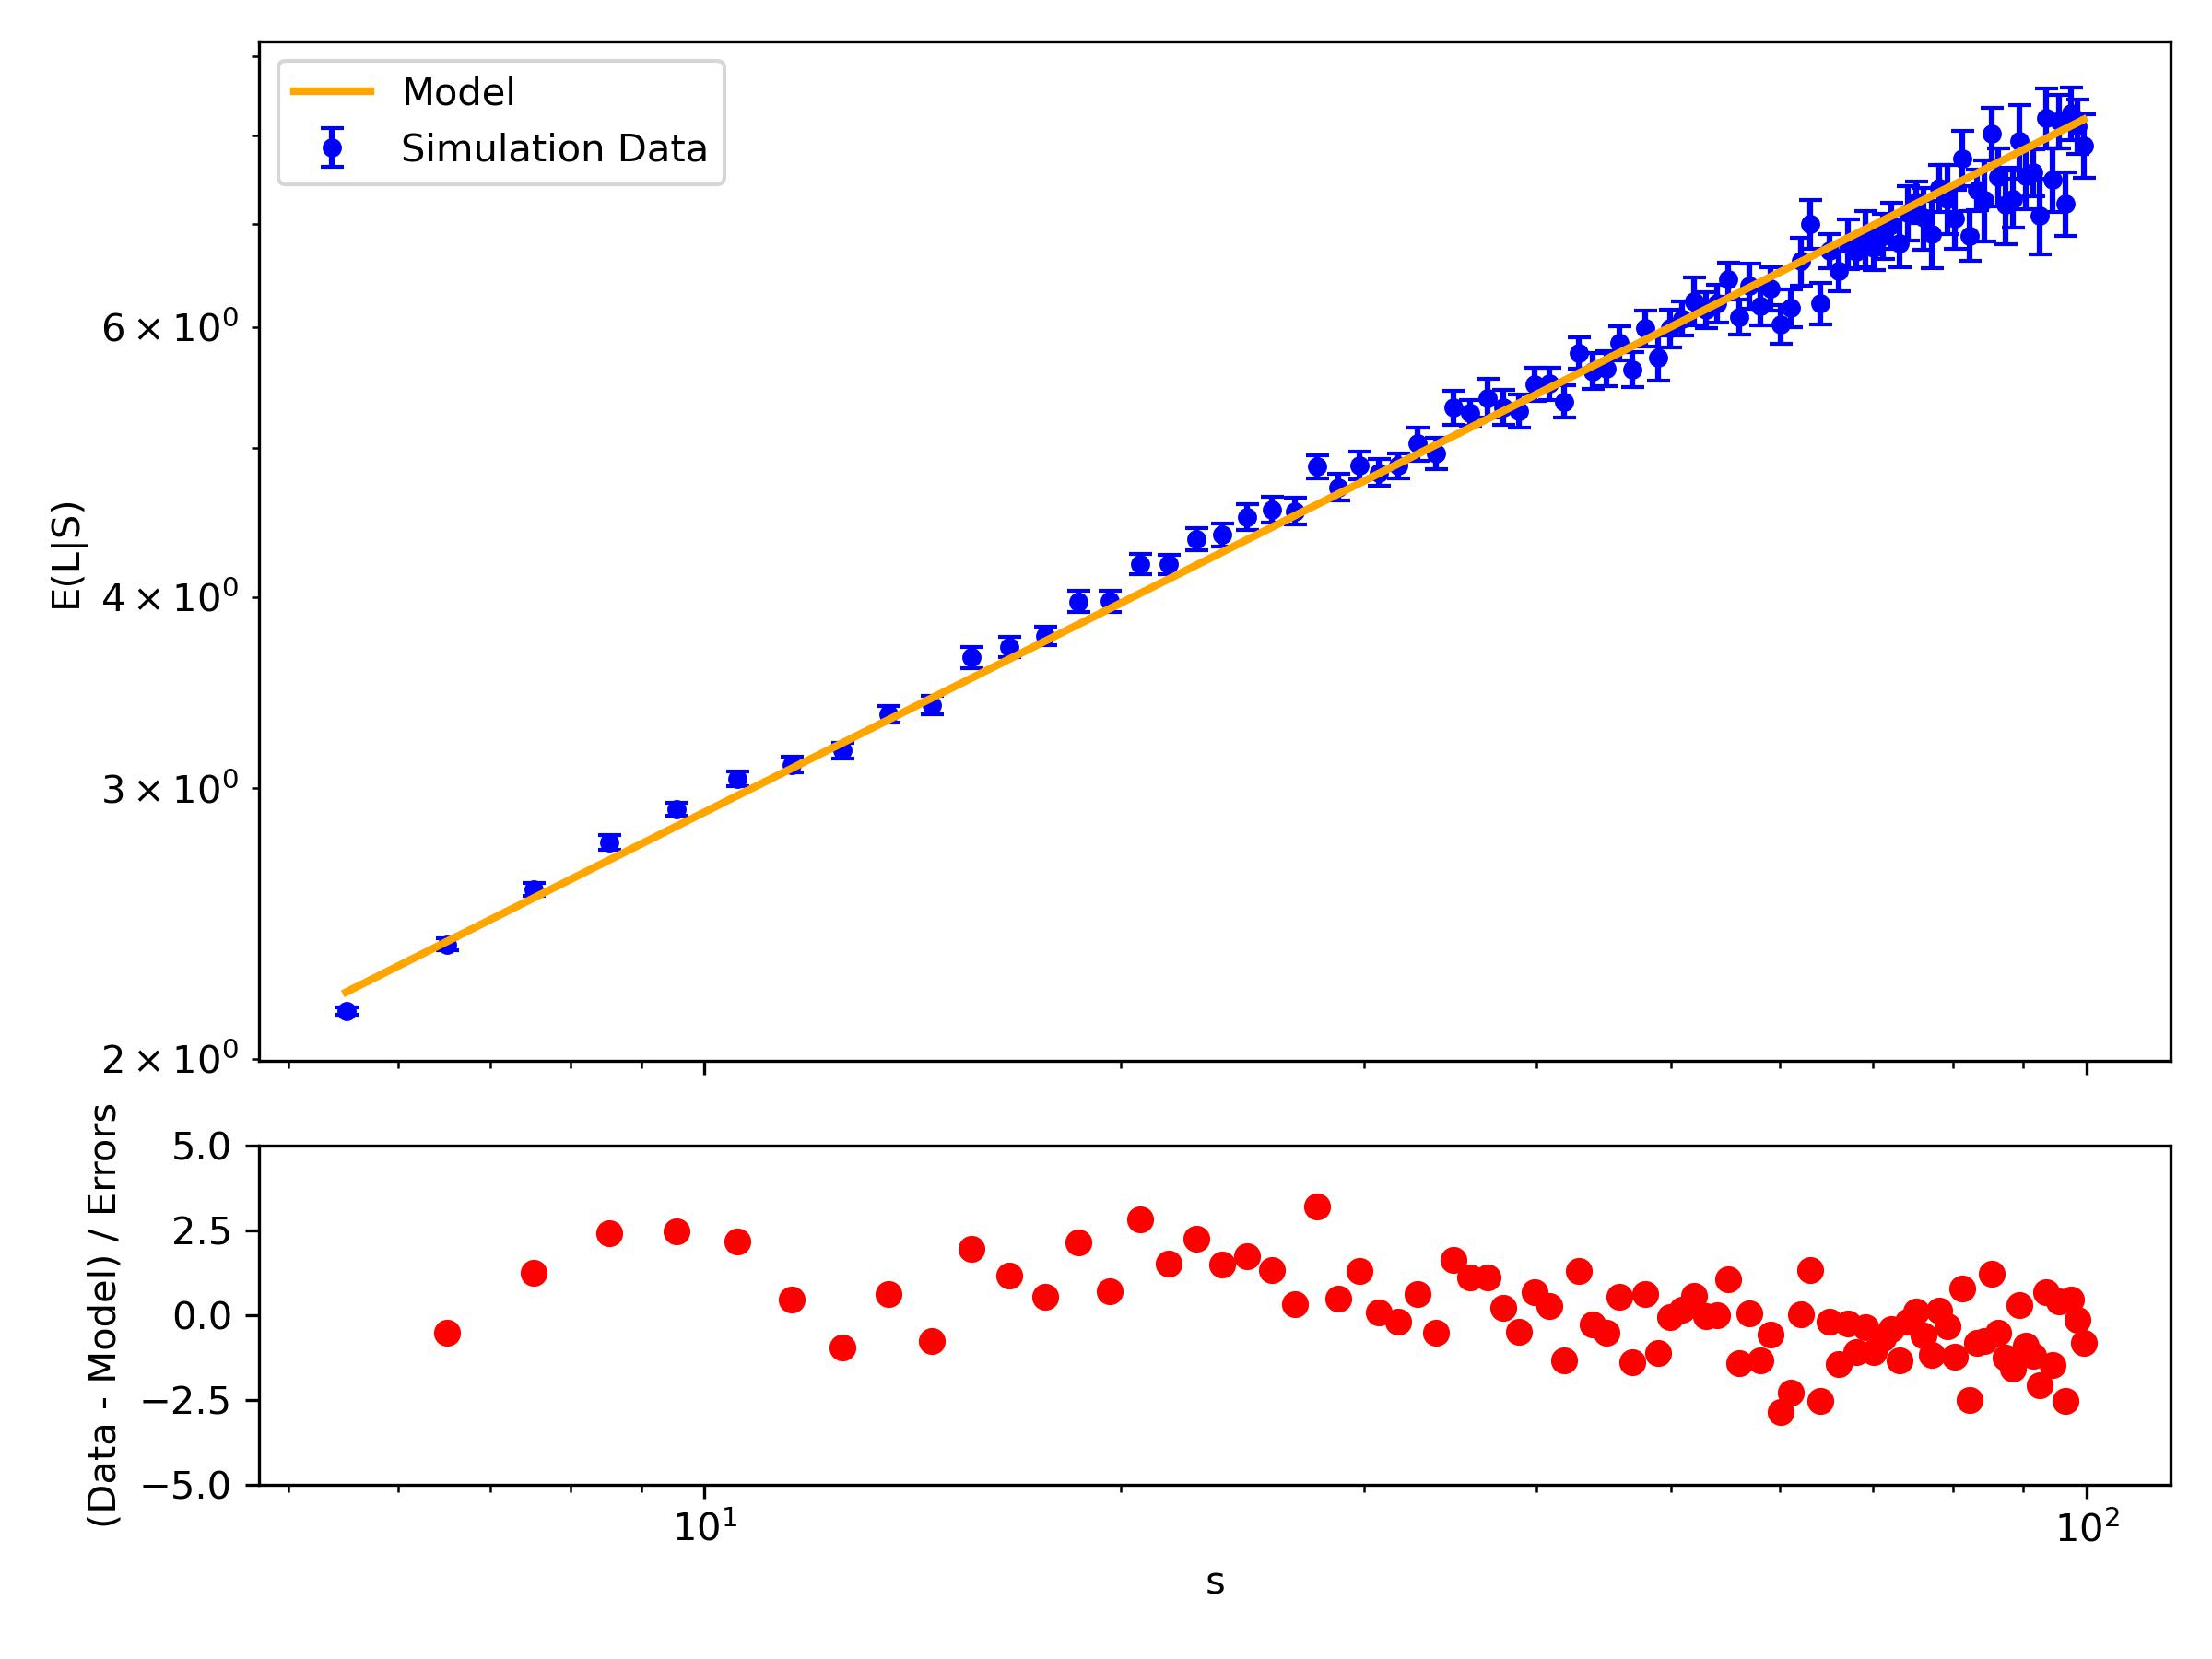 Model
Simulation Data
E(L|S)
6 × 10⁰
4 × 10⁰
3 × 10⁰
2 × 10⁰
(Data - Model) / Errors
5.0
2.5
0.0
−2.5
−5.0
10¹
10²
s